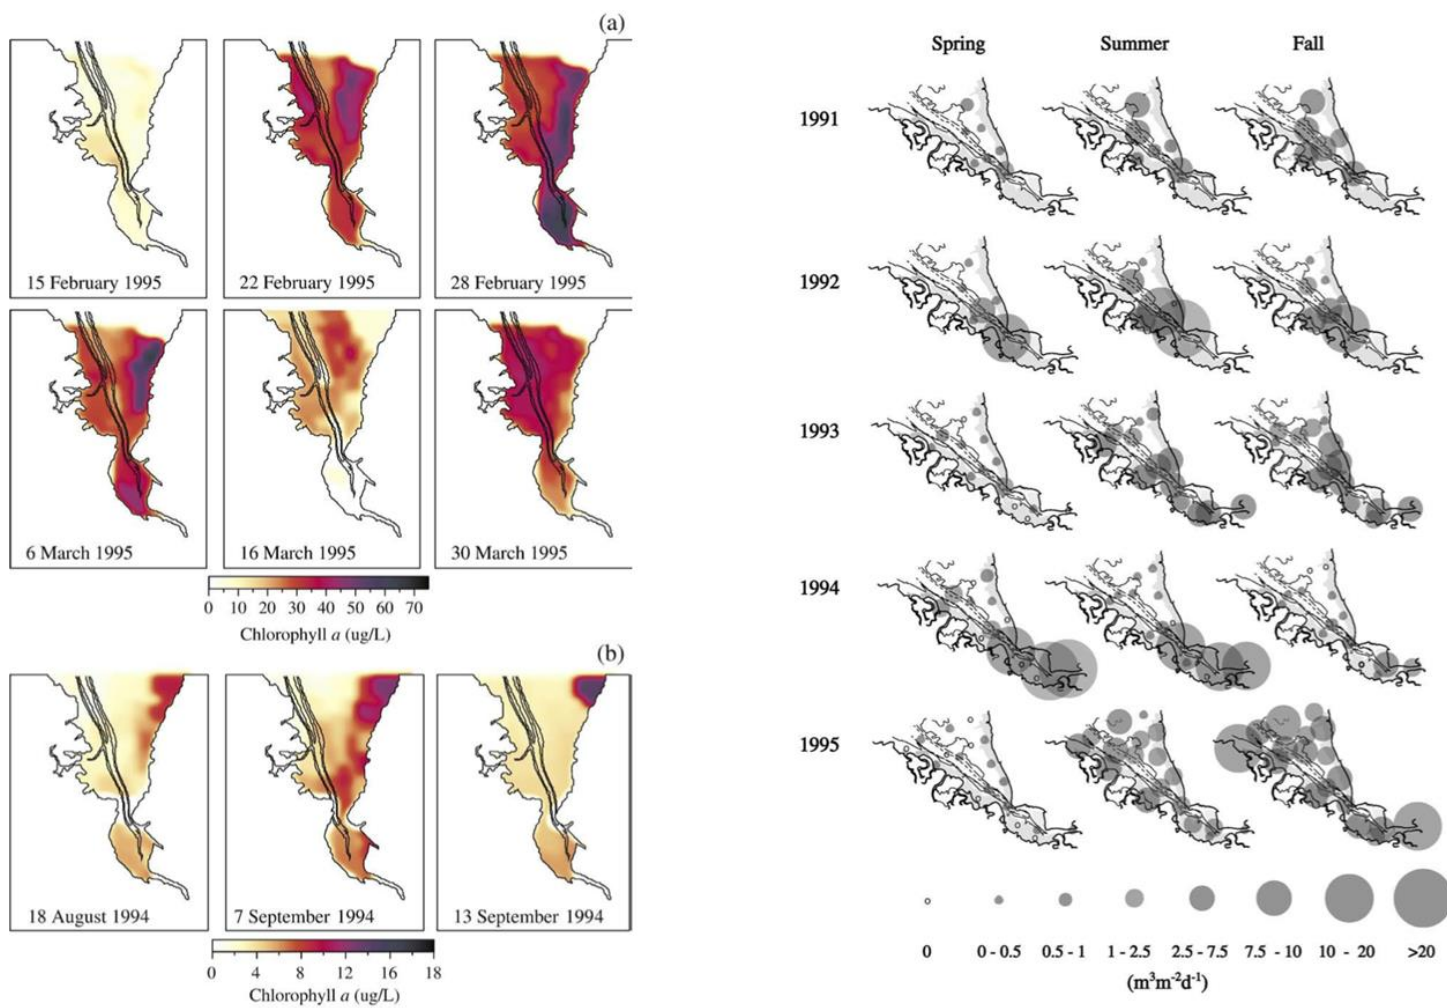 (a)
15 February 1995
22 February 1995
28 February 1995
6 March 1995
16 March 1995
30 March 1995
0 10 20 30 40 50 60 70
Chlorophyll a (ug/L)
(b)
18 August 1994
7 September 1994
13 September 1994
0 4 8 12 16 18
Chlorophyll a (ug/L)
Spring Summer Fall
1991
1992
1993
1994
1995
0 0 - 0.5 0.5 - 1 1 - 2.5 2.5 - 7.5 7.5 - 10 10 - 20 >20
(m³m⁻²d⁻¹)